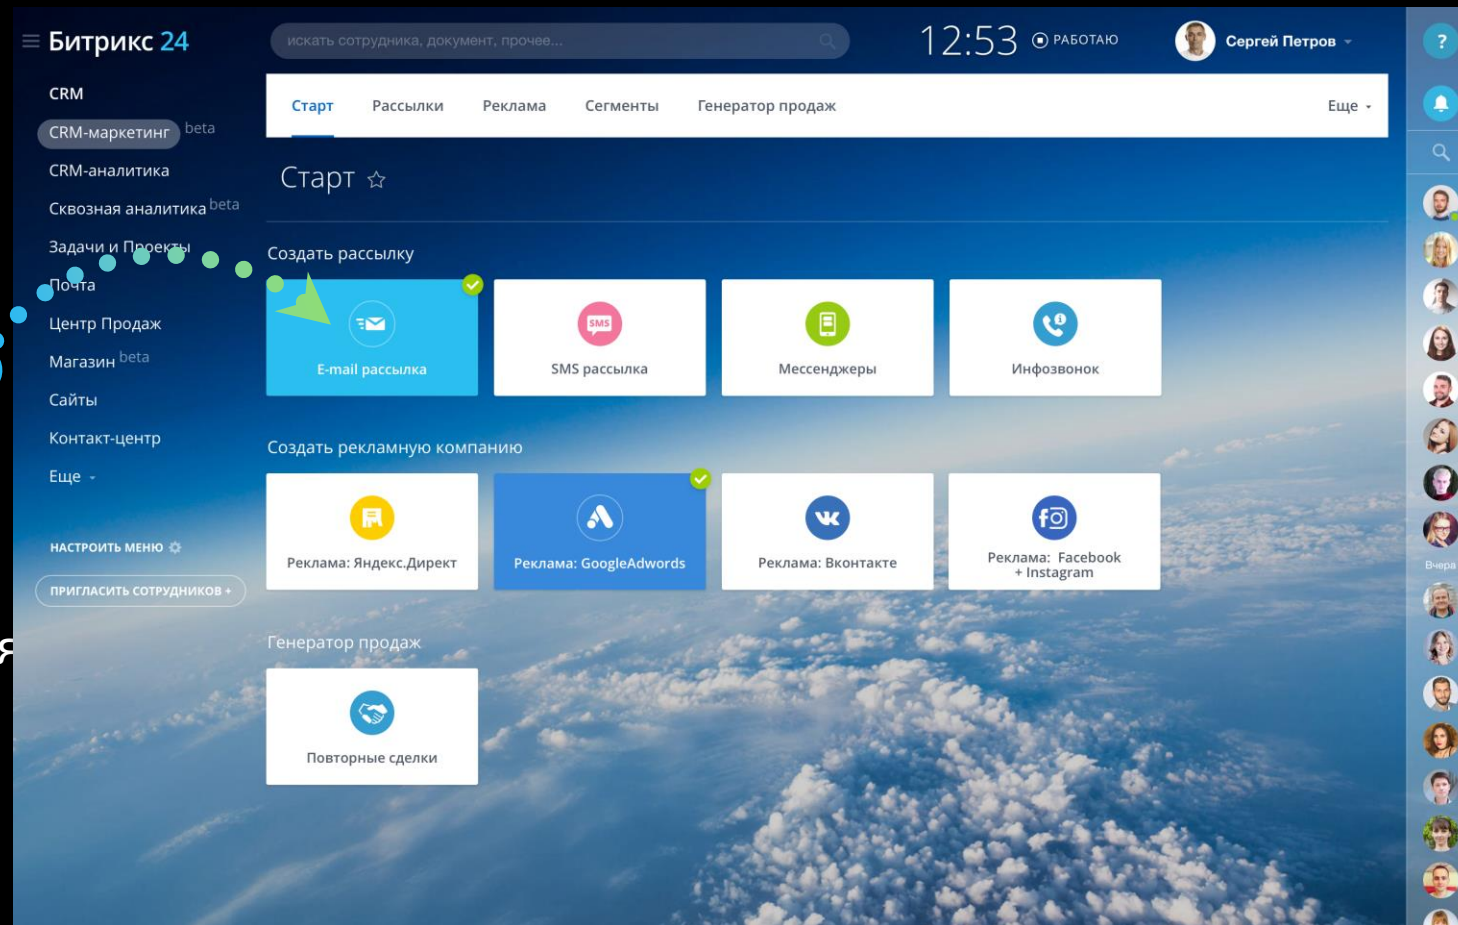 Битрикс 24
искать сотрудника, документ, прочее...
12:53
РАБОТАЮ
Сергей Петров
?
CRM
CRM-маркетинг beta
CRM-аналитика
Сквозная аналитика beta
Задачи и Проекты
Почта
Центр Продаж
Магазин beta
Сайты
Контакт-центр
Еще
НАСТРОИТЬ МЕНЮ
ПРИГЛАСИТЬ СОТРУДНИКОВ +
я
Старт Рассылки Реклама Сегменты Генератор продаж Еще
Старт
Создать рассылку
E-mail рассылка
SMS
SMS рассылка
Мессенджеры
Инфозвонок
Создать рекламную компанию
Реклама: Яндекс.Директ
Реклама: GoogleAdwords
Реклама: Вконтакте
Реклама: Facebook
+ Instagram
Генератор продаж
Повторные сделки
Вчера